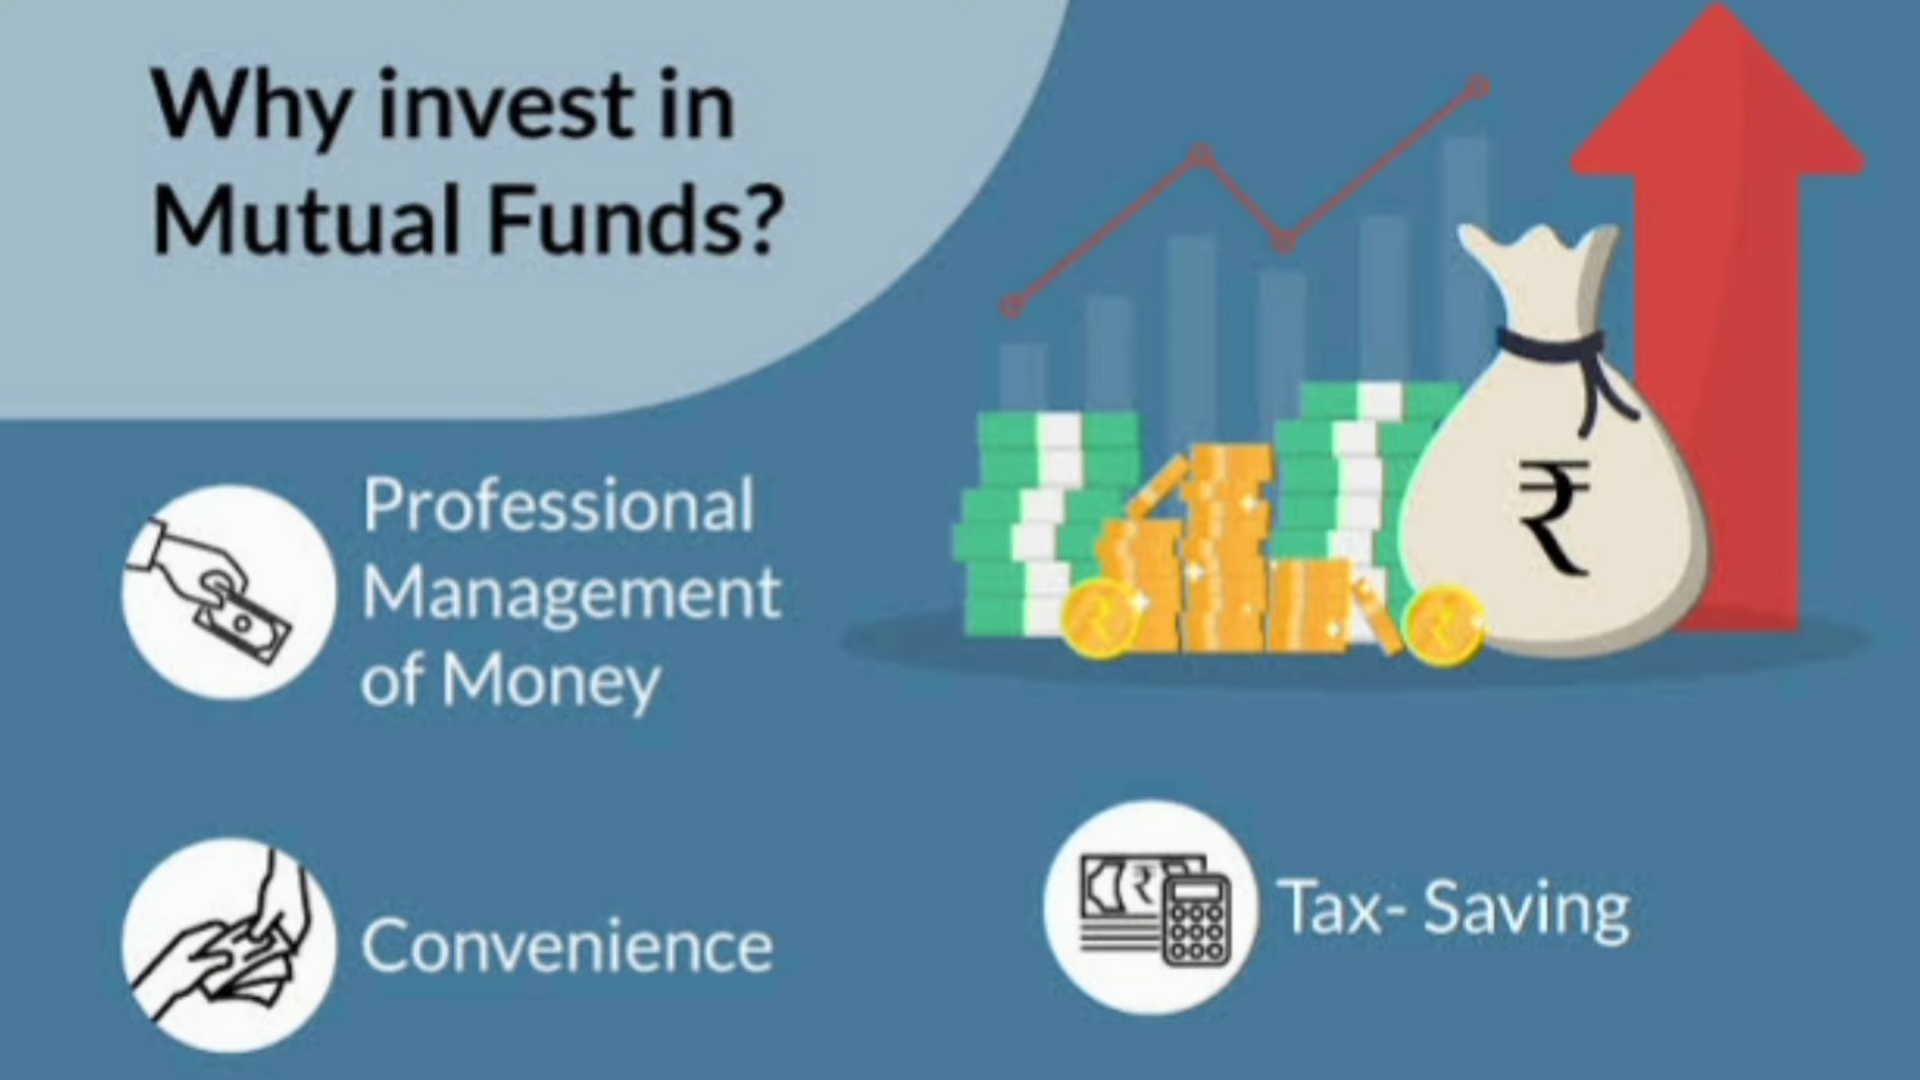 Why invest in
Mutual Funds?
Professional
Management
of Money
Convenience
Tax- Saving
₹
₹
₹
₹